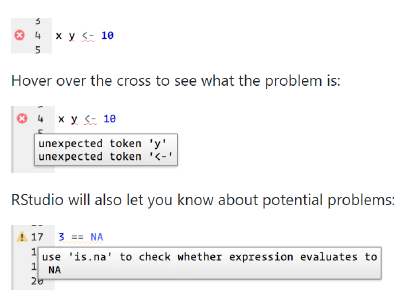 3
4 x y <- 10
5
Hover over the cross to see what the problem is:
4 x y <- 10
unexpected token 'y'
unexpected token '<-'
RStudio will also let you know about potential problems:
17 3 == NA
use 'is.na' to check whether expression evaluates to
NA
20